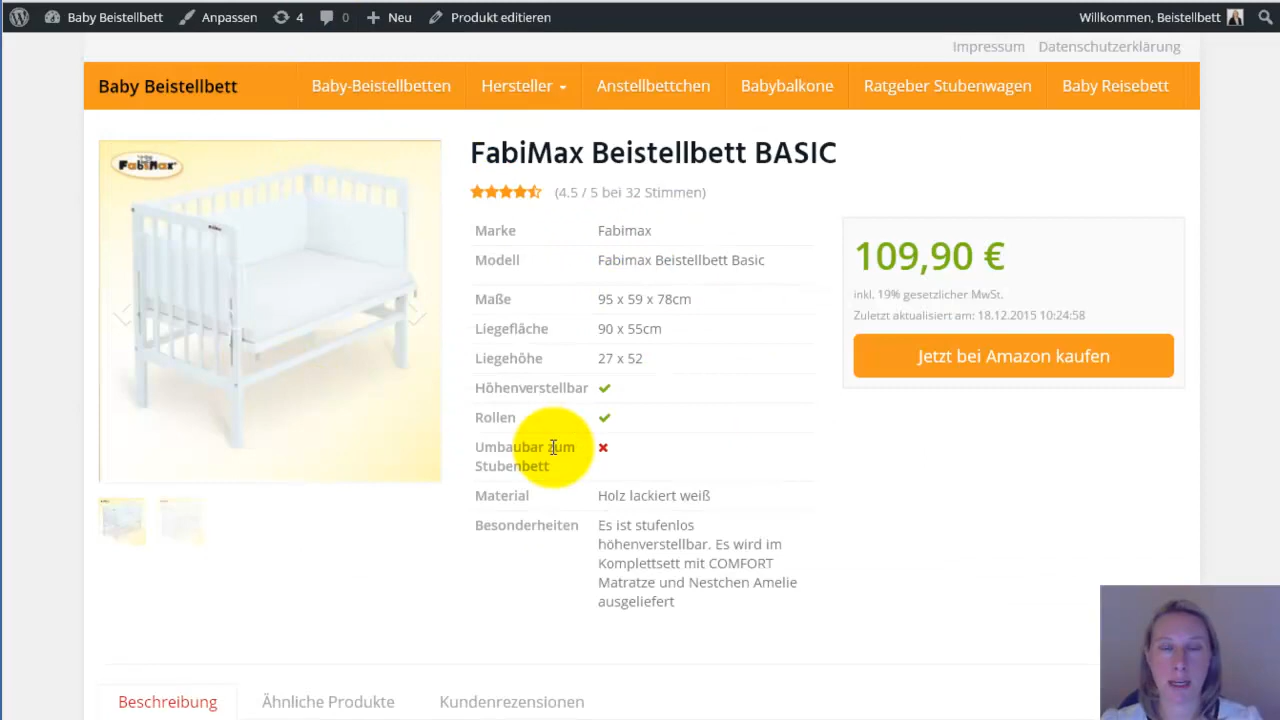 Baby Beistellbett Anpassen 4 0 Neu Produkt editieren Willkommen, Beistellbett
Impressum Datenschutzerklärung
Baby Beistellbett Baby-Beistellbetten Hersteller Anstellbettchen Babybalkone Ratgeber Stubenwagen Baby Reisebett
FabiMax
FabiMax Beistellbett BASIC
(4.5 / 5 bei 32 Stimmen)
Marke Fabimax
Modell Fabimax Beistellbett Basic
Maße 95 x 59 x 78cm
Liegefläche 90 x 55cm
Liegehöhe 27 x 52
Höhenverstellbar
Rollen
Umbaubar zum
Stubenbett
Material Holz lackiert weiß
Besonderheiten Es ist stufenlos
höhenverstellbar. Es wird im
Komplettsett mit COMFORT
Matratze und Nestchen Amelie
ausgeliefert
109,90 €
inkl. 19% gesetzlicher MwSt.
Zuletzt aktualisiert am: 18.12.2015 10:24:58
Jetzt bei Amazon kaufen
Beschreibung Ähnliche Produkte Kundenrezensionen